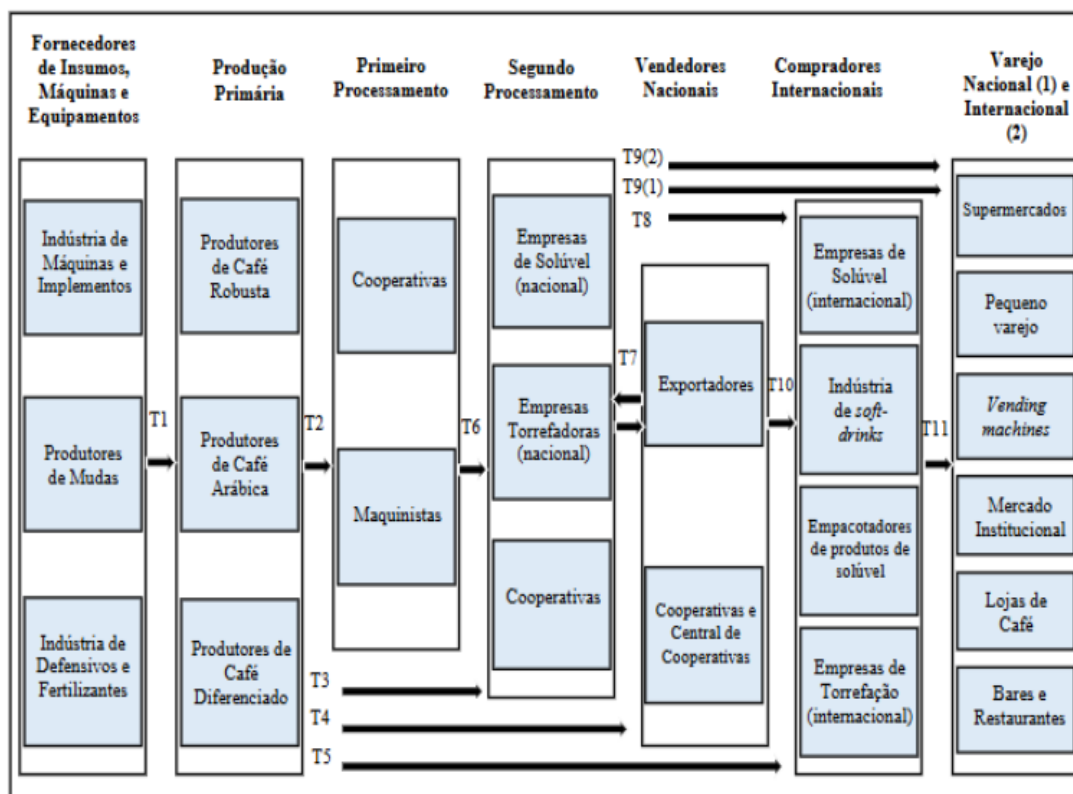 Fornecedores
de Insumos,
Máquinas e
Equipamentos
Produção
Primária
Primeiro
Processamento
Segundo
Processamento
Vendedores
Nacionais
Compradores
Internacionais
Varejo
Nacional (1) e
Internacional
(2)
Indústria de
Máquinas e
Implementos
Produtores
de Mudas
Indústria de
Defensivos e
Fertilizantes
T1
Produtores
de Café
Robusta
Produtores
de Café
Arábica
Produtores de
Café
Diferenciado
T2
T3
T4
T5
Cooperativas
Maquinistas
T6
Empresas
de Solúvel
(nacional)
Empresas
Torrefadoras
(nacional)
Cooperativas
T9(2)
T9(1)
T8
T7
Exportadores
Cooperativas e
Central de
Cooperativas
T10
Empresas de
Solúvel
(internacional)
Indústria
de soft-
drinks
Empacotadores
de produtos de
solúvel
Empresas de
Torrefação
(internacional)
T11
Supermercados
Pequeno
varejo
Vending
machines
Mercado
Institucional
Lojas de
Café
Bares e
Restaurantes